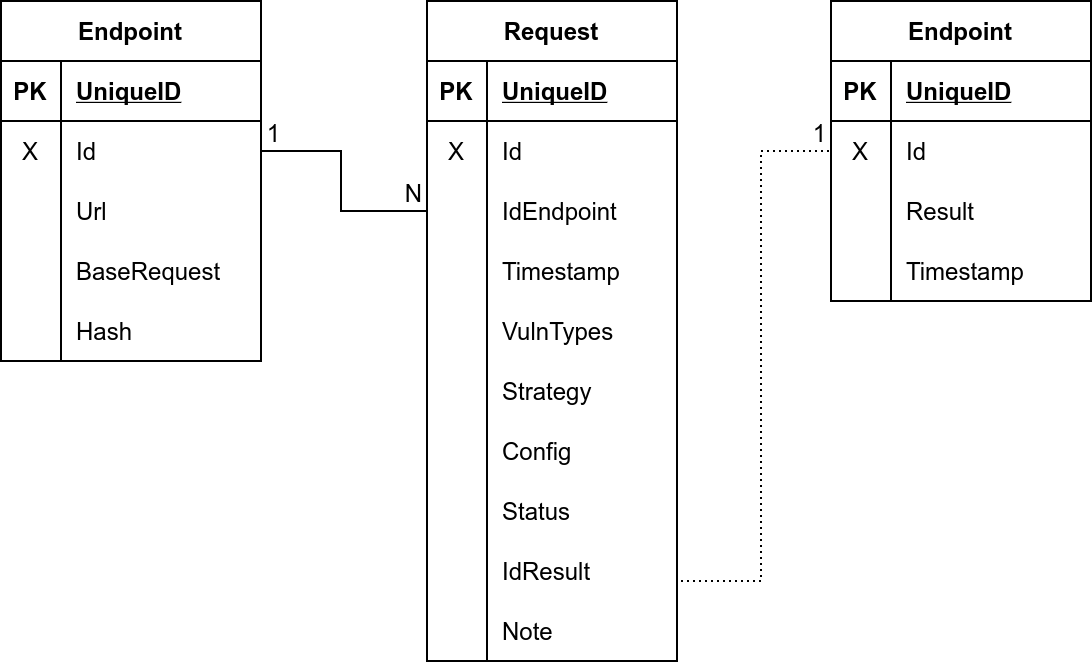 Endpoint
PK UniqueID
X Id
Url
BaseRequest
Hash
1
N
Request
PK UniqueID
X Id
IdEndpoint
Timestamp
VulnTypes
Strategy
Config
Status
IdResult
Note
1
Endpoint
PK UniqueID
X Id
Result
Timestamp